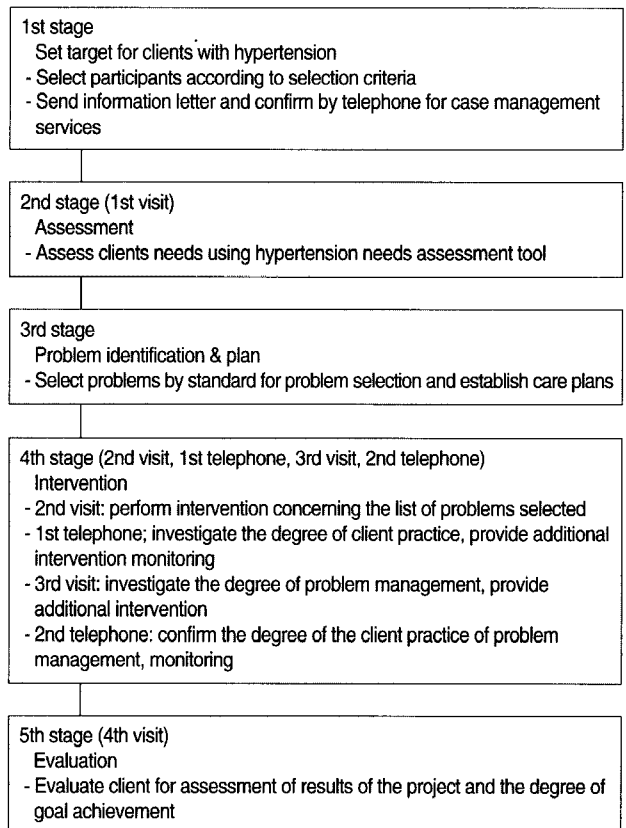 1st stage
Set target for clients with hypertension
- Select participants according to selection criteria
- Send information letter and confirm by telephone for case management
services
2nd stage (1st visit)
Assessment
- Assess clients needs using hypertension needs assessment tool
3rd stage
Problem identification & plan
- Select problems by standard for problem selection and establish care plans
4th stage (2nd visit, 1st telephone, 3rd visit, 2nd telephone)
Intervention
- 2nd visit: perform intervention concerning the list of problems selected
- 1st telephone; investigate the degree of client practice, provide additional
intervention monitoring
- 3rd visit: investigate the degree of problem management, provide
additional intervention
- 2nd telephone: confirm the degree of the client practice of problem
management, monitoring
5th stage (4th visit)
Evaluation
- Evaluate client for assessment of results of the project and the degree of
goal achievement